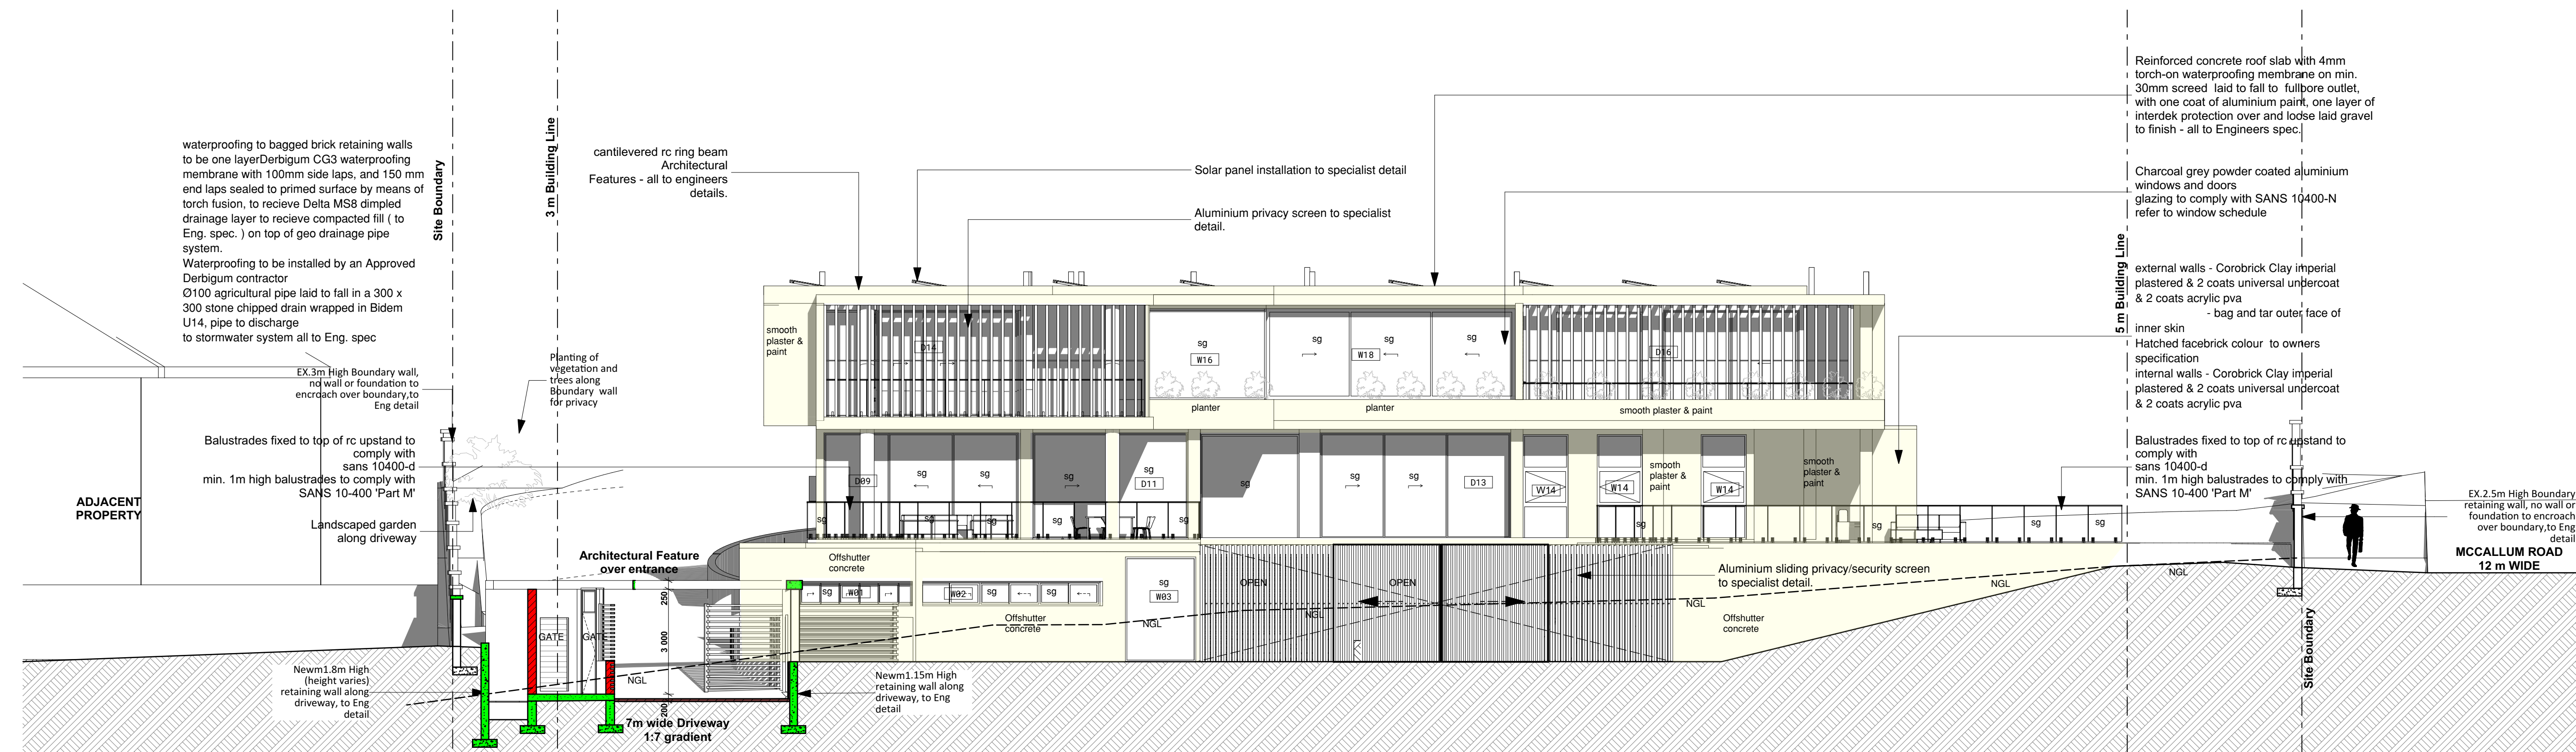 waterproofing to bagged brick retaining walls
to be one layerDerbigum CG3 waterproofing
membrane with 100mm side laps, and 150 mm
end laps sealed to primed surface by means of
torch fusion, to recieve Delta MS8 dimpled
drainage layer to recieve compacted fill ( to
Eng. spec. ) on top of geo drainage pipe
system.
Waterproofing to be installed by an Approved
Derbigum contractor
Ø100 agricultural pipe laid to fall in a 300 x
300 stone chipped drain wrapped in Bidem
U14, pipe to discharge
to stormwater system all to Eng. spec
EX.3m High Boundary wall,
no wall or foundation to
encroach over boundary,to
Eng detail
Balustrades fixed to top of rc upstand to
comply with
sans 10400-d
min. 1m high balustrades to comply with
SANS 10-400 'Part M'
Landscaped garden
along driveway
ADJACENT
PROPERTY
Site Boundary
3 m Building Line
Planting of
vegetation and
trees along
Boundary wall
for privacy
cantilevered rc ring beam
Architectural
Features - all to engineers
details.
Solar panel installation to specialist detail
Aluminium privacy screen to specialist
detail.
smooth
plaster &
paint
D14
sg
W16
sg
sg
W18
sg
sg
D16
planter
planter
smooth plaster & paint
D09
sg
sg
sg
sg
D11
sg
sg
D13
W14
W14
W14
smooth
plaster &
paint
smooth
plaster &
paint
sg
sg
sg
sg
sg
sg
sg
sg
sg
Architectural Feature
over entrance
Offshutter
concrete
sg
W01
W02
sg
sg
sg
W03
Offshutter
concrete
NGL
OPEN
OPEN
NGL
Aluminium sliding privacy/security screen
to specialist detail.
NGL
NGL
NGL
Offshutter
concrete
250
3 000
200
GATE
GATE
NGL
Newm1.8m High
(height varies)
retaining wall along
driveway, to Eng
detail
Newm1.15m High
retaining wall along
driveway, to Eng
detail
7m wide Driveway
1:7 gradient
5 m Building Line
Reinforced concrete roof slab with 4mm
torch-on waterproofing membrane on min.
30mm screed laid to fall to fullbore outlet,
with one coat of aluminium paint, one layer of
interdek protection over and loose laid gravel
to finish - all to Engineers spec.
Charcoal grey powder coated aluminium
windows and doors
glazing to comply with SANS 10400-N
refer to window schedule
external walls - Corobrick Clay imperial
plastered & 2 coats universal undercoat
& 2 coats acrylic pva
- bag and tar outer face of
inner skin
Hatched facebrick colour to owners
specification
internal walls - Corobrick Clay imperial
plastered & 2 coats universal undercoat
& 2 coats acrylic pva
Balustrades fixed to top of rc upstand to
comply with
sans 10400-d
min. 1m high balustrades to comply with
SANS 10-400 'Part M'
EX.2.5m High Boundary
retaining wall, no wall or
foundation to encroach
over boundary,to Eng
detail
MCCALLUM ROAD
12 m WIDE
Site Boundary